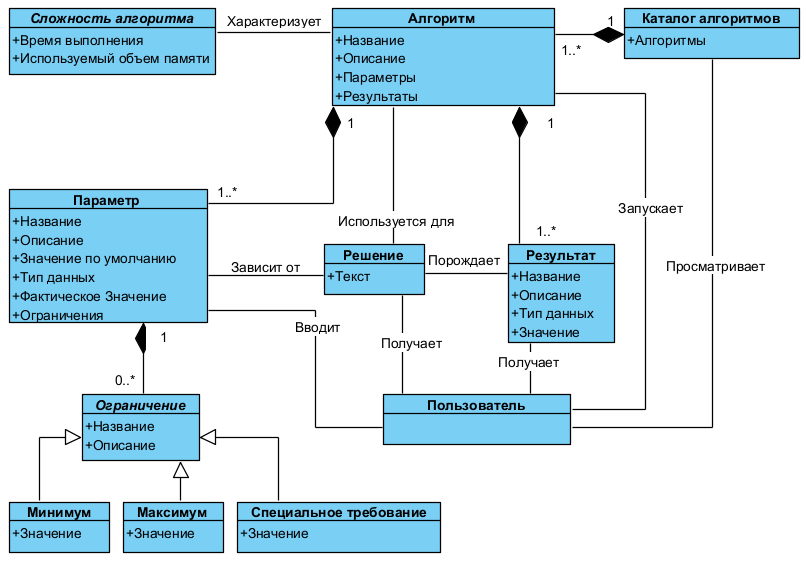 Сложность алгоритма
+Время выполнения
+Используемый объем памяти
Характеризует
Алгоритм
+Название
+Описание
+Параметры
+Результаты
1
1..*
Каталог алгоритмов
+Алгоритмы
1
1
1..*
Параметр
+Название
+Описание
+Значение по умолчанию
+Тип данных
+Фактическое Значение
+Ограничения
Используется для
1..*
Запускает
Просматривает
Зависит от
Решение
+Текст
Порождает
Результат
+Название
+Описание
+Тип данных
+Значение
Вводит
Получает
Получает
1
0..*
Ограничение
+Название
+Описание
Пользователь
Минимум
+Значение
Максимум
+Значение
Специальное требование
+Значение